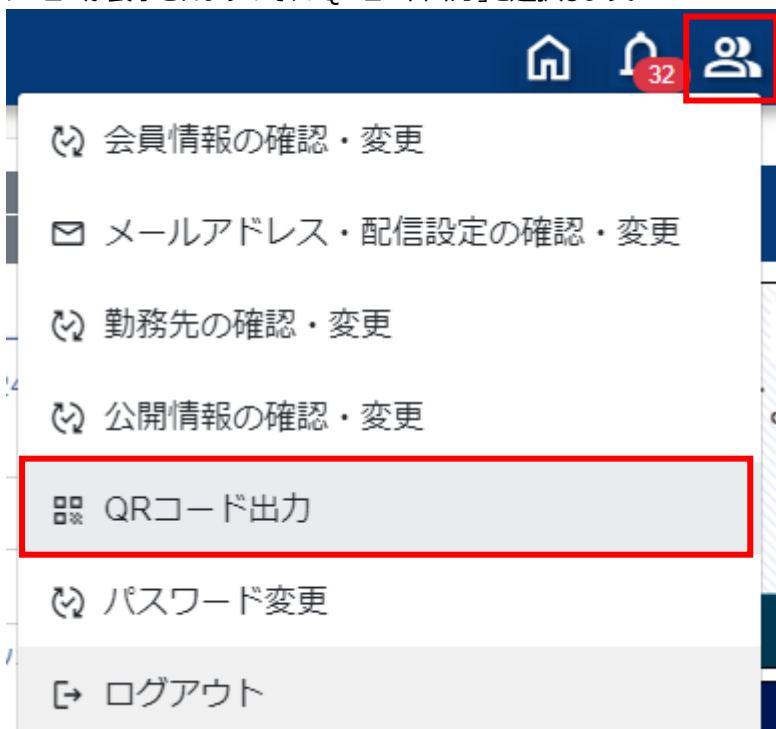 32
会員情報の確認・変更
メールアドレス・配信設定の確認・変更
勤務先の確認・変更
公開情報の確認・変更
QRコード出力
パスワード変更
ログアウト